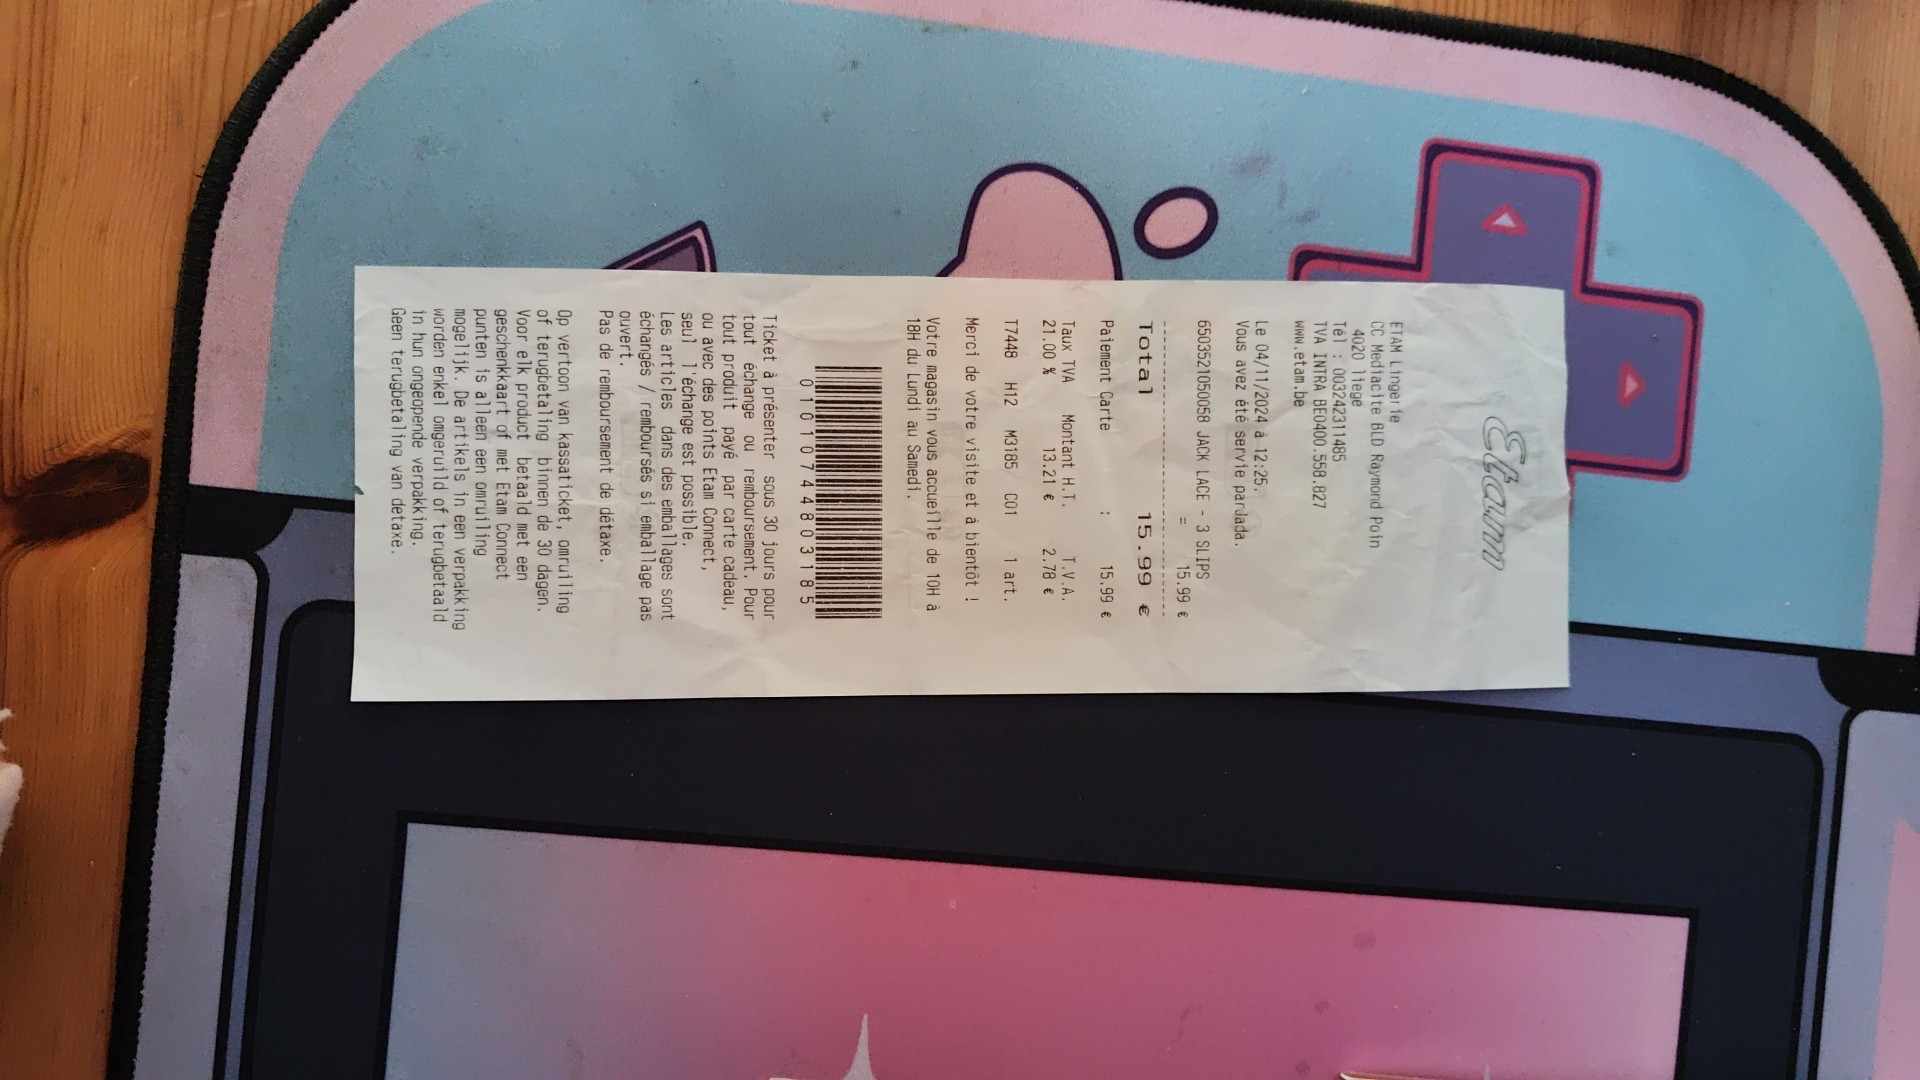 Etam
ETAM Lingerie
CC Mediacite BLD Raymond Poin
4020 liege
Tél : 003242311485
TVA INTRA BE0400.558.827
www.etam.be
Le 04/11/2024 à 12:25.
Vous avez été servie par Jada.
6503521050058 JACK LACE - 3 SLIPS
= 15.99 €
Total 15.99 €
Paiement Carte : 15.99 €
Taux TVA Montant H.T. T.V.A.
21.00 % 13.21 € 2.78 €
T7448 H12 M3185 C01 1 art.
Merci de votre visite et à bientôt !
Votre magasin vous accueille de 10H à
18H du Lundi au Samedi.
01010744803185
Ticket à présenter sous 30 jours pour
tout échange ou remboursement. Pour
tout produit payé par carte cadeau,
ou avec des points Etam Connect,
seul l'échange est possible.
Les articles dans des emballages sont
échangés / remboursés si emballage pas
ouvert.
Pas de remboursement de détaxe.
Op vertoon van kassaticket, omruiling
of terugbetaling binnen de 30 dagen.
Voor elk product betaald met een
geschenkkaart of met Etam Connect
punten is alleen een omruiling
mogelijk. De artikels in een verpakking
worden enkel omgeruild of terugbetaald
in hun ongeopende verpakking.
Geen terugbetaling van detaxe.